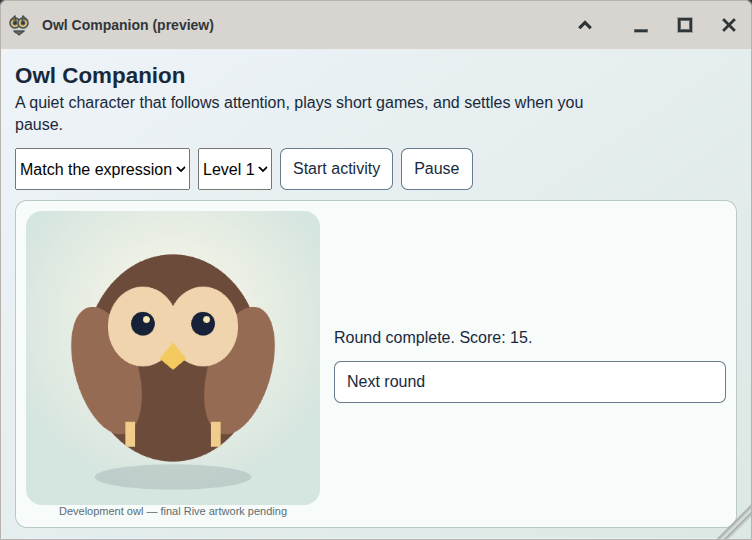 Owl Companion (preview)
Owl Companion
A quiet character that follows attention, plays short games, and settles when you
pause.
Match the expression Level 1 Start activity Pause
Round complete. Score: 15.
Next round
Development owl — final Rive artwork pending